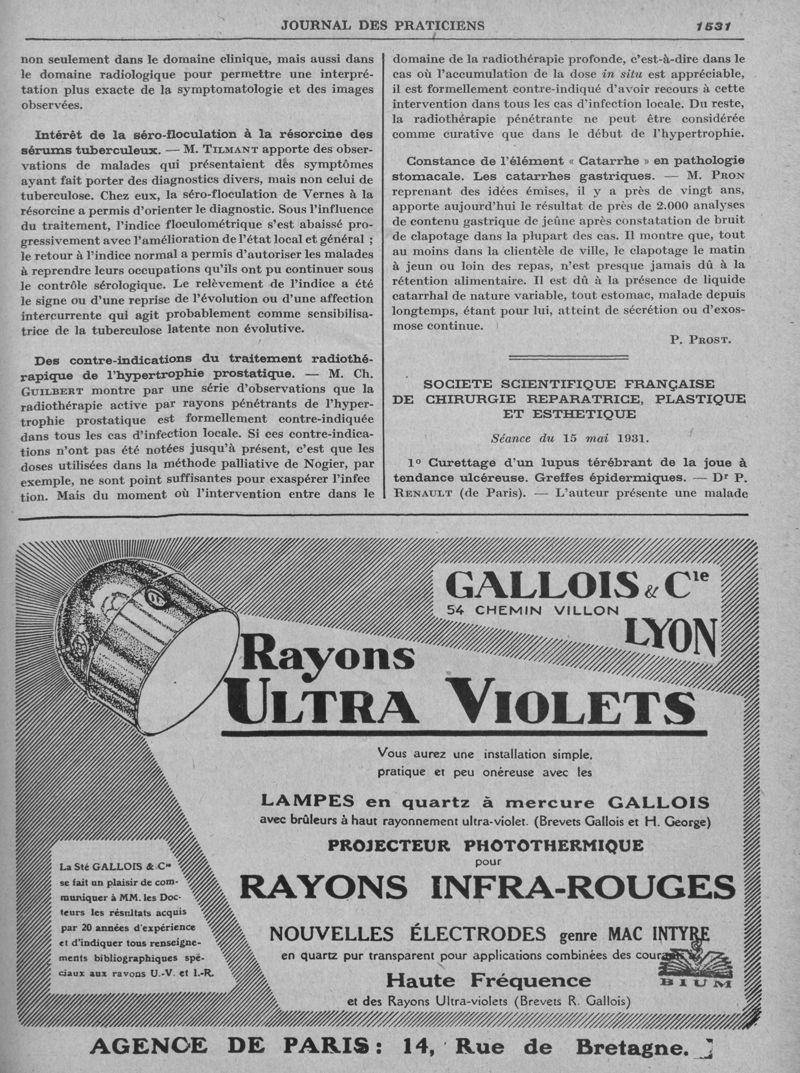 JOURNAL DES PRATICIENS 1531
non seulement dans le domaine clinique, mais aussi dans
le domaine radiologique pour permettre une interpré-
tation plus exacte de la symptomatologie et des images
observées.
Intérêt de la séro-floculation à la résorcine des
sérums tuberculeux. — M. TILMANT apporte des obser-
vations de malades qui présentaient dès symptômes
ayant fait porter des diagnostics divers, mais non celui de
tuberculose. Chez eux, la séro-floculation de Vernes à la
résorcine a permis d'orienter le diagnostic. Sous l'influence
du traitement, l'indice floculométrique s'est abaissé pro-
gressivement avec l'amélioration de l'état local et général ;
le retour à l'indice normal a permis d'autoriser les malades
à reprendre leurs occupations qu'ils ont pu continuer sous
le contrôle sérologique. Le relèvement de l'indice a été
le signe ou d'une reprise de l'évolution ou d'une affection
intercurrente qui agit probablement comme sensibilisa-
trice de la tuberculose latente non évolutive.
Des contre-indications du traitement radiothé-
rapique de l'hypertrophie prostatique. — M. Ch.
GUILBERT montre par une série d'observations que la
radiothérapie active par rayons pénétrants de l'hyper-
trophie prostatique est formellement contre-indiquée
dans tous les cas d'infection locale. Si ces contre-indica-
tions n'ont pas été notées jusqu'à présent, c'est que les
doses utilisées dans la méthode palliative de Nogier, par
exemple, ne sont point suffisantes pour exaspérer l'infec
tion. Mais du moment où l'intervention entre dans le
domaine de la radiothérapie profonde, c'est-à-dire dans le
cas où l'accumulation de la dose in situ est appréciable,
il est formellement contre-indiqué d'avoir recours à cette
intervention dans tous les cas d'infection locale. Du reste,
la radiothérapie pénétrante ne peut être considérée
comme curative que dans le début de l'hypertrophie.
Constance de l'élément « Catarrhe » en pathologie
stomacale. Les catarrhes gastriques. — M. PRON
reprenant des idées émises, il y a près de vingt ans,
apporte aujourd'hui le résultat de près de 2.000 analyses
de contenu gastrique de jeûne après constatation de bruit
de clapotage dans la plupart des cas. Il montre que, tout
au moins dans la clientèle de ville, le clapotage le matin
à jeun ou loin des repas, n'est presque jamais dû à la
rétention alimentaire. Il est dû à la présence de liquide
catarrhal de nature variable, tout estomac, malade depuis
longtemps, étant pour lui, atteint de sécrétion ou d'exos-
mose continue.
P. PROST.
SOCIETE SCIENTIFIQUE FRANÇAISE
DE CHIRURGIE REPARATRICE, PLASTIQUE
ET ESTHETIQUE
Séance du 15 mai 1931.
1º Curettage d'un lupus térébrant de la joue à
tendance ulcéreuse. Greffes épidermiques. — Dr P.
RENAULT (de Paris). — L'auteur présente une malade
GALLOIS & Cie
54 CHEMIN VILLON
LYON
Rayons
ULTRA VIOLETS
Vous aurez une installation simple,
pratique et peu onéreuse avec les
LAMPES en quartz à mercure GALLOIS
avec brûleurs à haut rayonnement ultra-violet. (Brevets Gallois et H. George)
PROJECTEUR PHOTOTHERMIQUE
pour
RAYONS INFRA-ROUGES
NOUVELLES ÉLECTRODES genre MAC INTYRE
en quartz pur transparent pour applications combinées des
Haute Fréquence
et des Rayons Ultra-violets (Brevets R. Gallois)
La Sté GALLOIS & Cie
se fait un plaisir de com-
muniquer à MM. les Doc-
teurs les résultats acquis
par 20 années d'expérience
et d'indiquer tous renseigne-
ments bibliographiques spé-
ciaux aux rayons U.-V. et I.-R.
BIUM
AGENCE DE PARIS : 14, Rue de Bretagne.